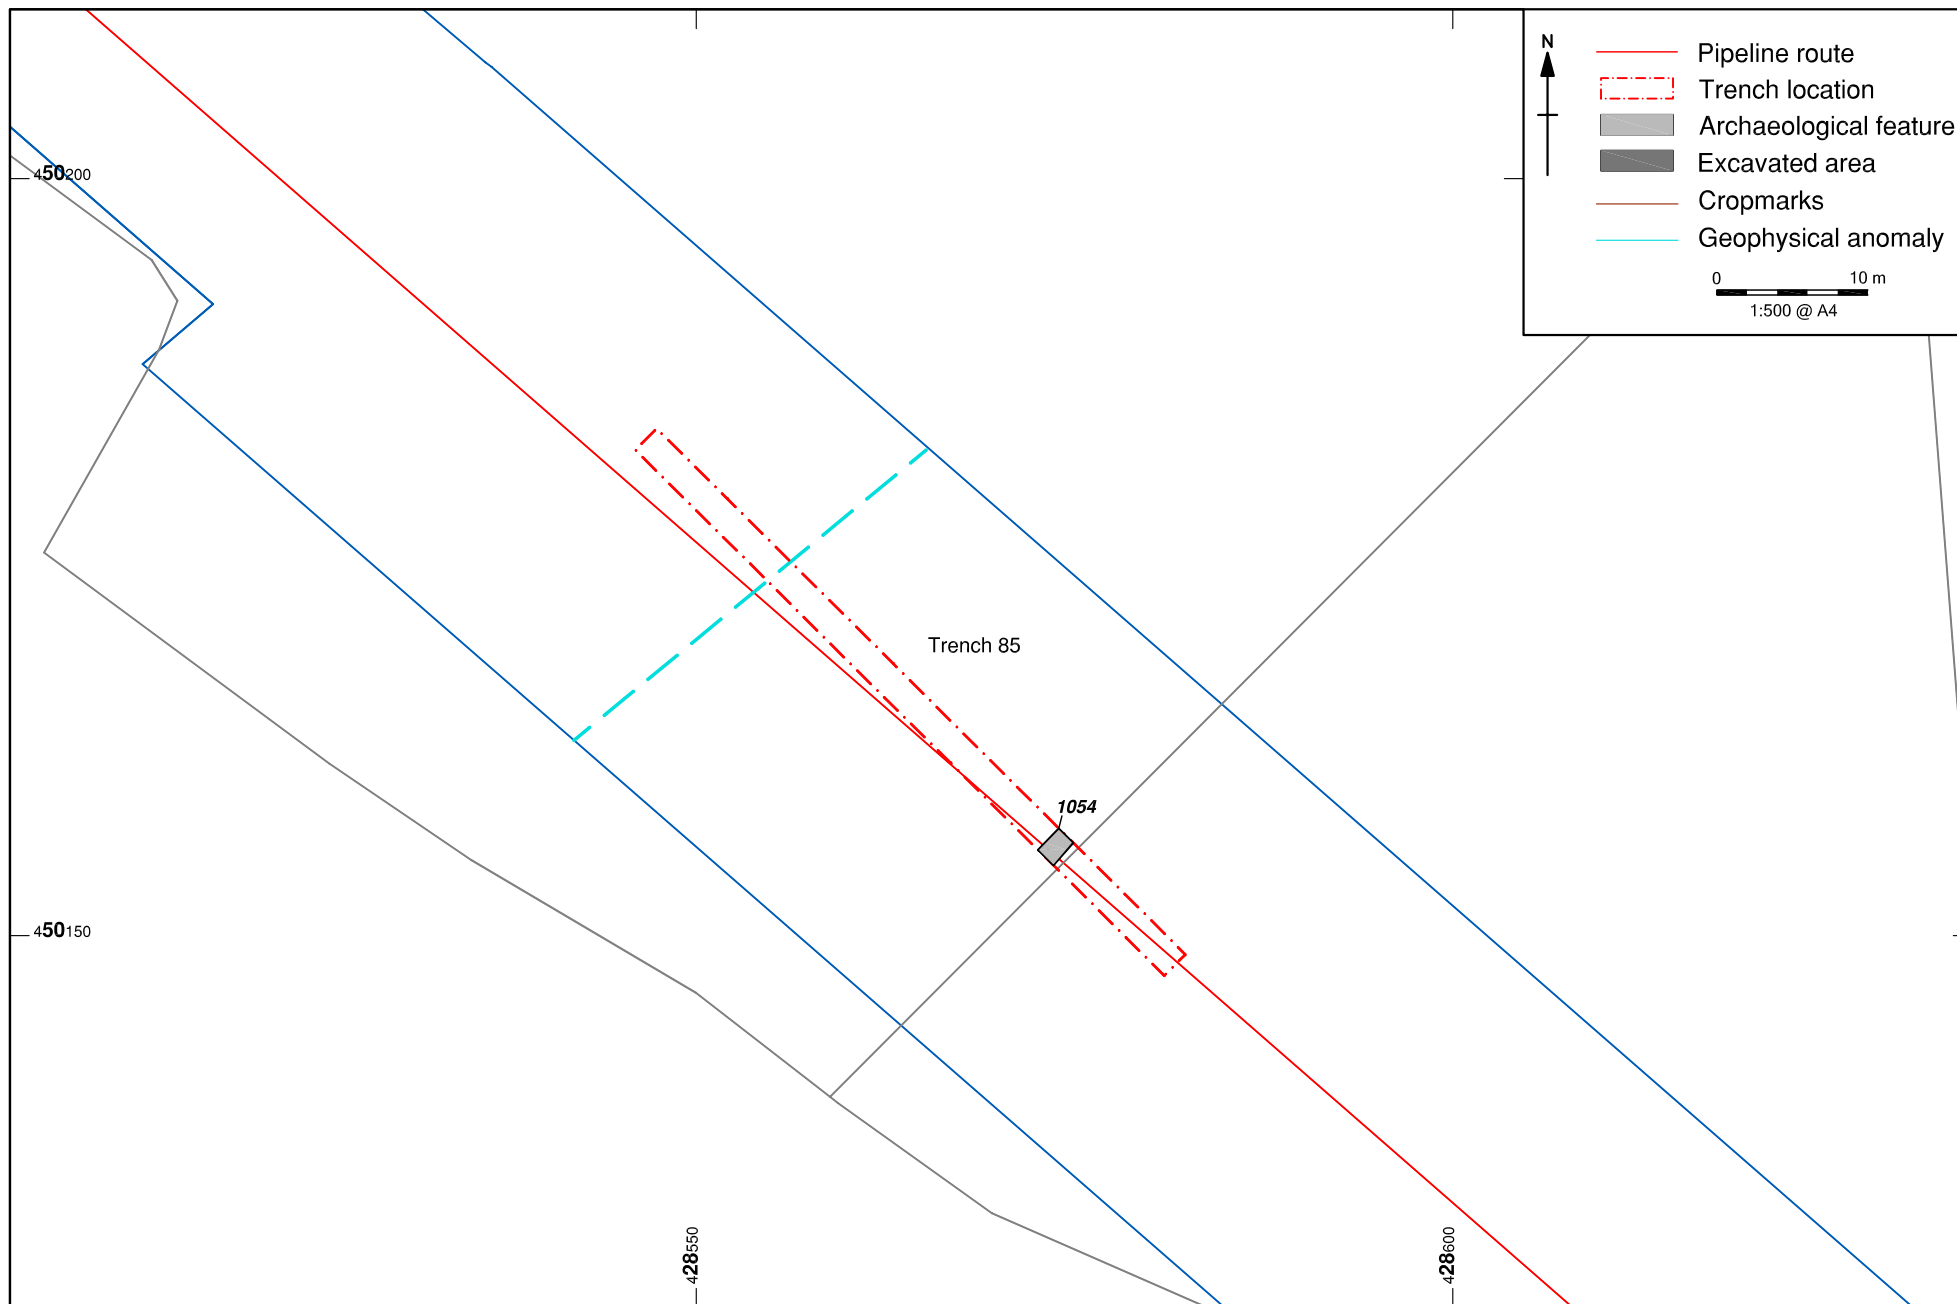 N
Pipeline route
Trench location
Archaeological feature
Excavated area
Cropmarks
Geophysical anomaly
0 10 m
1:500 @ A4
450200
Trench 85
1054
450150
428550
428600